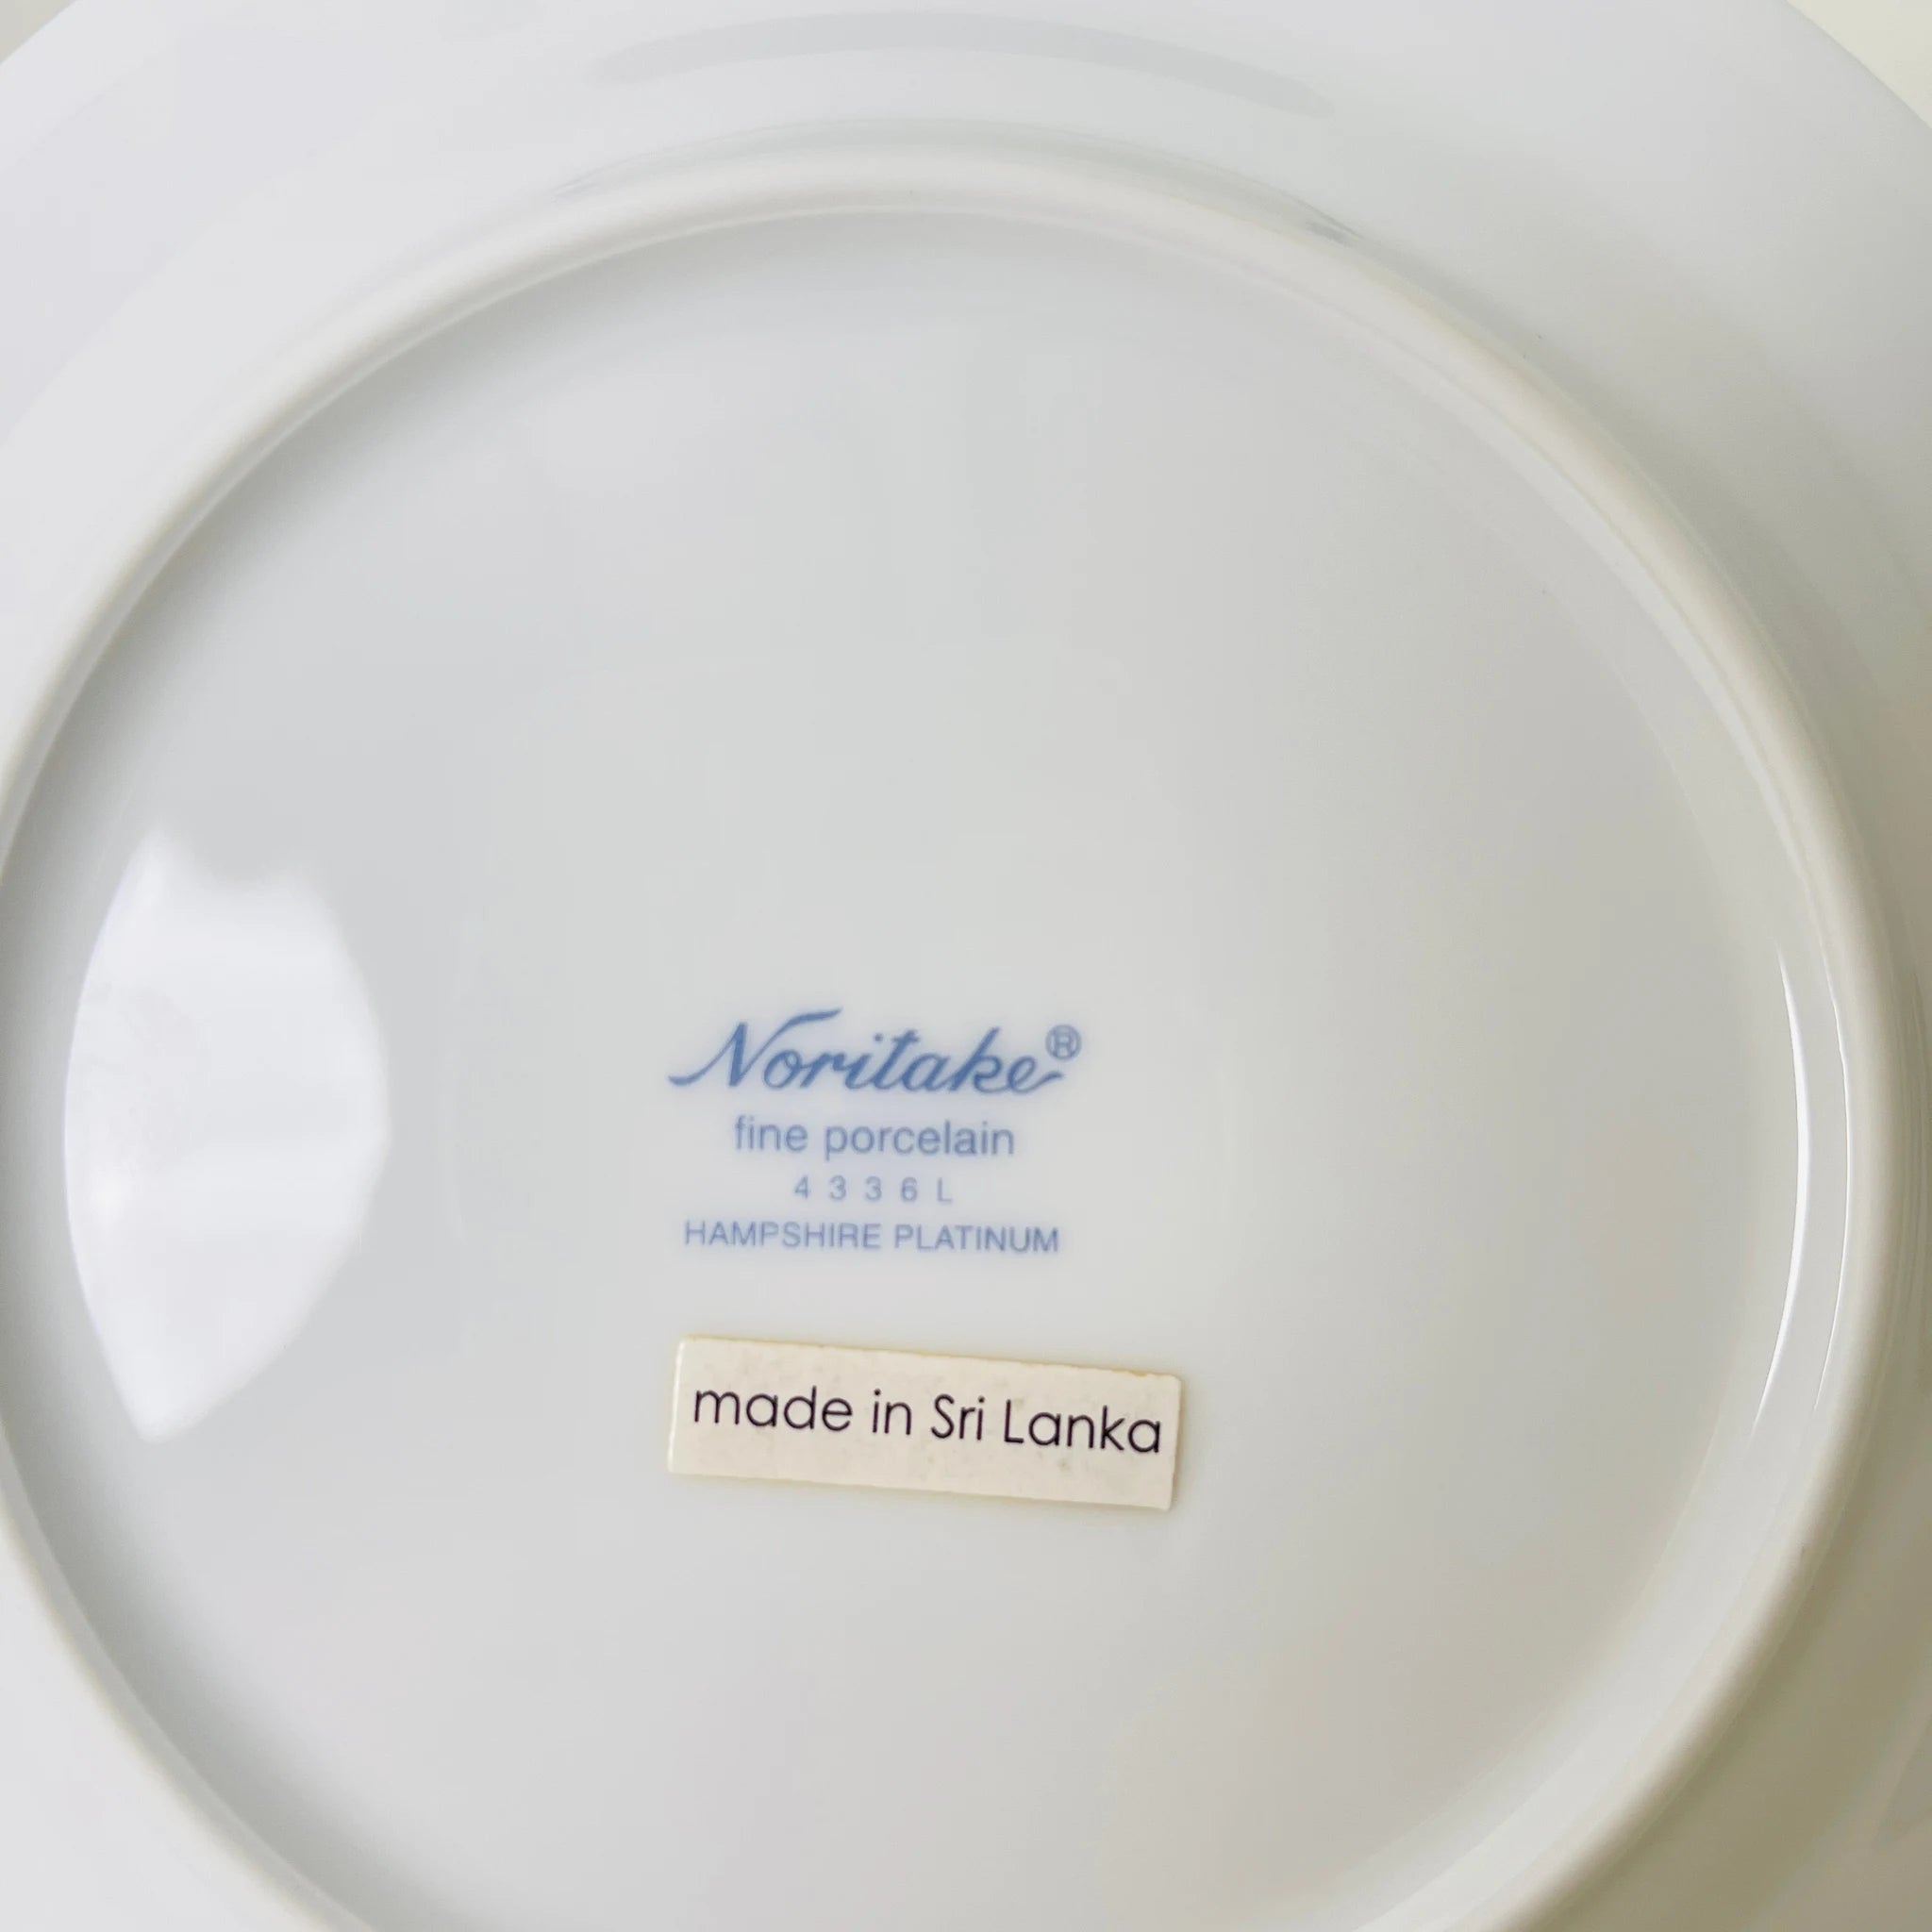 Noritake®
fine porcelain
4336L
HAMPSHIRE PLATINUM
made in Sri Lanka